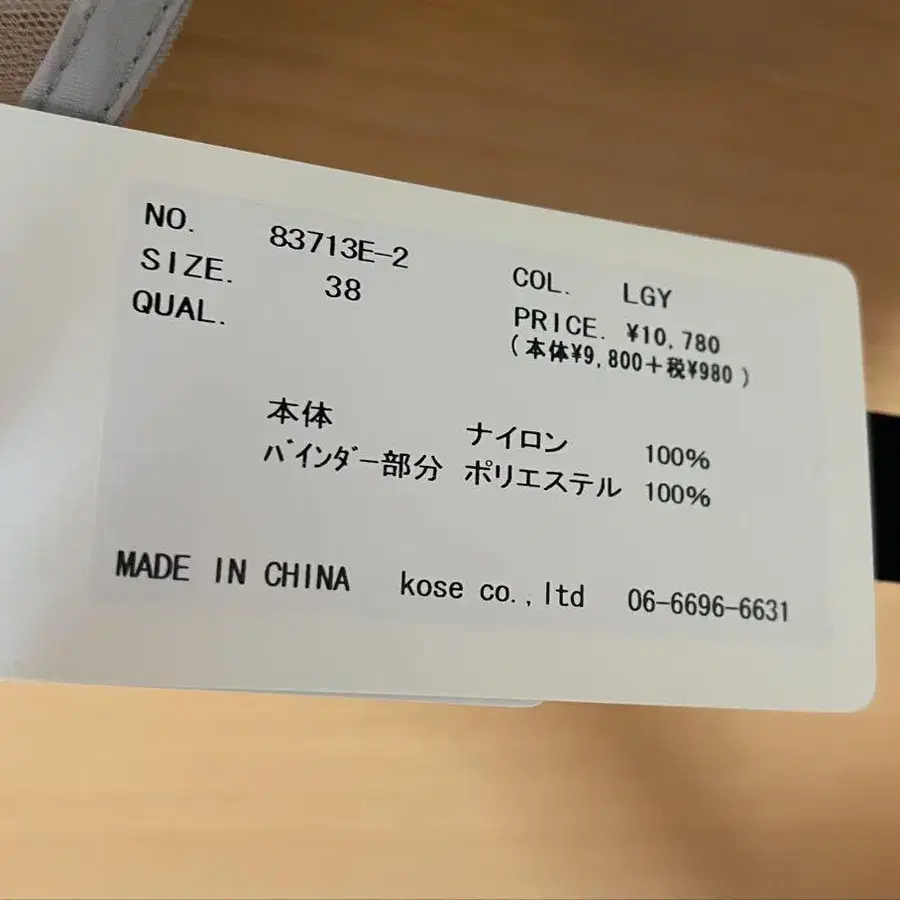 NO. 83713E-2
SIZE. 38
QUAL.
COL. LGY
PRICE. ¥10,780
(本体¥9,800+税¥980)
本体 ナイロン 100%
バインダー部分 ポリエステル 100%
MADE IN CHINA kose co.,ltd 06-6696-6631